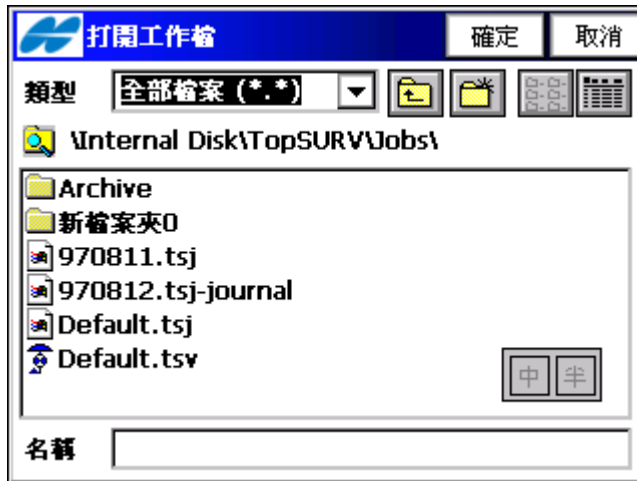 打開工作檔 確定 取消
類型 全部檔案 (*.*)
\Internal Disk\TopSURV\Jobs\
Archive
新檔案夾0
970811.tsj
970812.tsj-journal
Default.tsj
Default.tsv
中 半
名稱